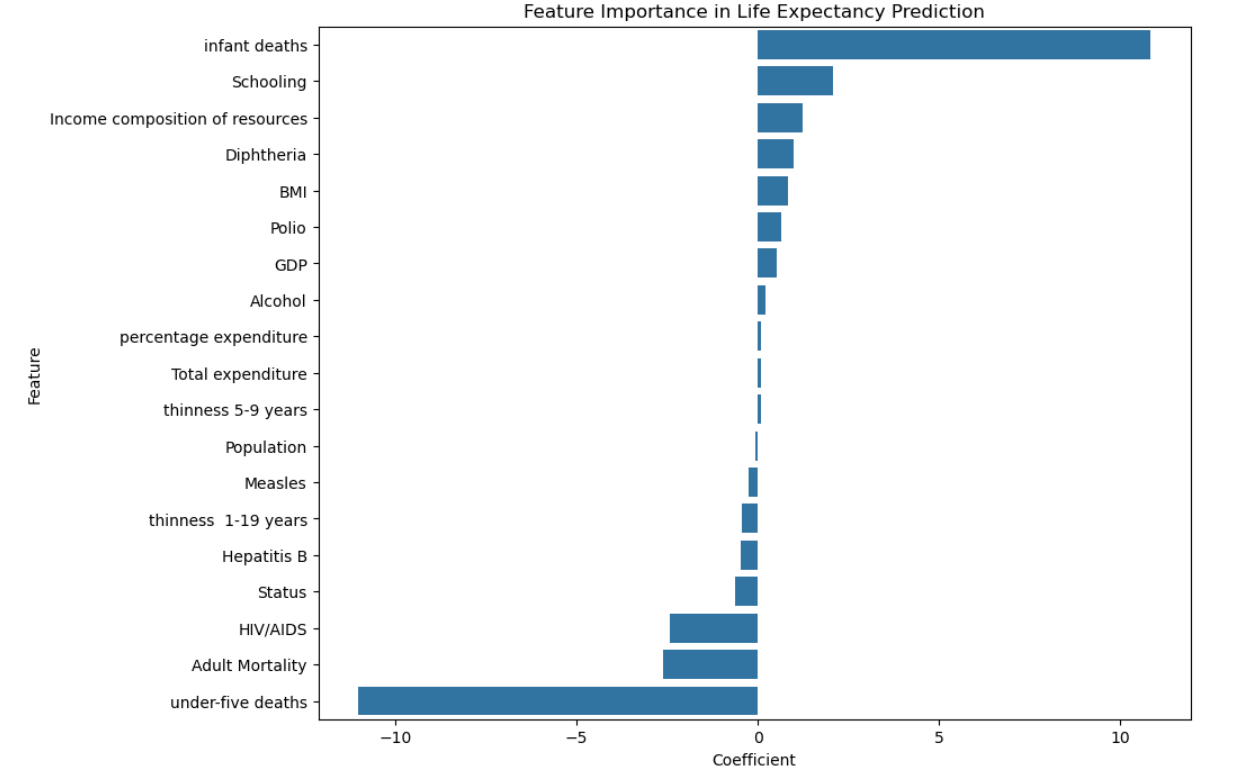 Feature Importance in Life Expectancy Prediction
infant deaths
Schooling
Income composition of resources
Diphtheria
BMI
Polio
GDP
Alcohol
percentage expenditure
Total expenditure
thinness 5-9 years
Population
Measles
thinness  1-19 years
Hepatitis B
Status
HIV/AIDS
Adult Mortality
under-five deaths
Feature
−10 −5 0 5 10
Coefficient